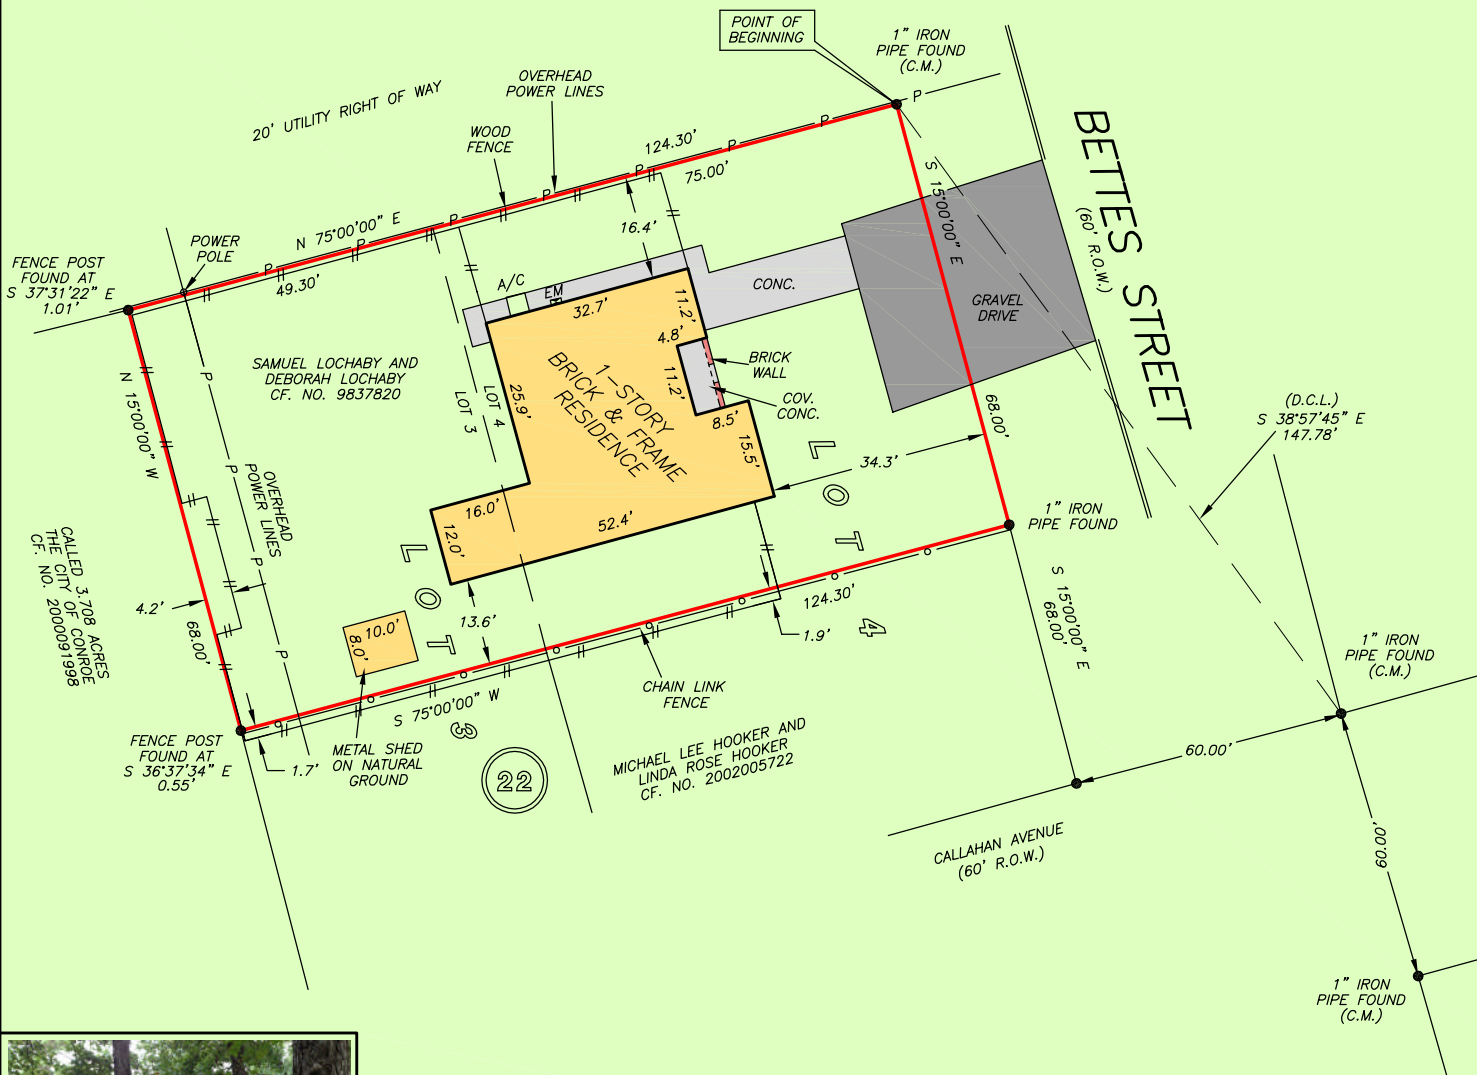 POINT OF
BEGINNING
1" IRON
PIPE FOUND
(C.M.)
OVERHEAD
POWER LINES
20' UTILITY RIGHT OF WAY
WOOD
FENCE
124.30'
75.00'
P
P
P
P
P
P
P
BETTES STREET
(60' R.O.W.)
S 15°00'00" E
N 75°00'00" E
49.30'
16.4'
POWER
POLE
FENCE POST
FOUND AT
S 37°31'22" E
1.01'
A/C
EM
32.7'
11.2'
CONC.
GRAVEL
DRIVE
4.8'
BRICK
WALL
11.2'
COV.
CONC.
8.5'
15.5'
1-STORY
BRICK & FRAME
RESIDENCE
25.9'
SAMUEL LOCHABY AND
DEBORAH LOCHABY
CF. NO. 9837820
LOT 3
LOT 4
N 15°00'00" W
P
P
P
P
OVERHEAD
POWER LINES
68.00'
34.3'
(D.C.L.)
S 38°57'45" E
147.78'
16.0'
12.0'
52.4'
LOT 4
1" IRON
PIPE FOUND
CALLED 3.708 ACRES
THE CITY OF CONROE
CF. NO. 2000091998
4.2'
68.00'
10.0'
8.0'
LOT 3
13.6'
124.30'
1.9'
S 15°00'00" E
68.00'
1" IRON
PIPE FOUND
(C.M.)
CHAIN LINK
FENCE
S 75°00'00" W
FENCE POST
FOUND AT
S 36°37'34" E
0.55'
1.7'
METAL SHED
ON NATURAL
GROUND
22
MICHAEL LEE HOOKER AND
LINDA ROSE HOOKER
CF. NO. 2002005722
60.00'
CALLAHAN AVENUE
(60' R.O.W.)
60.00'
1" IRON
PIPE FOUND
(C.M.)